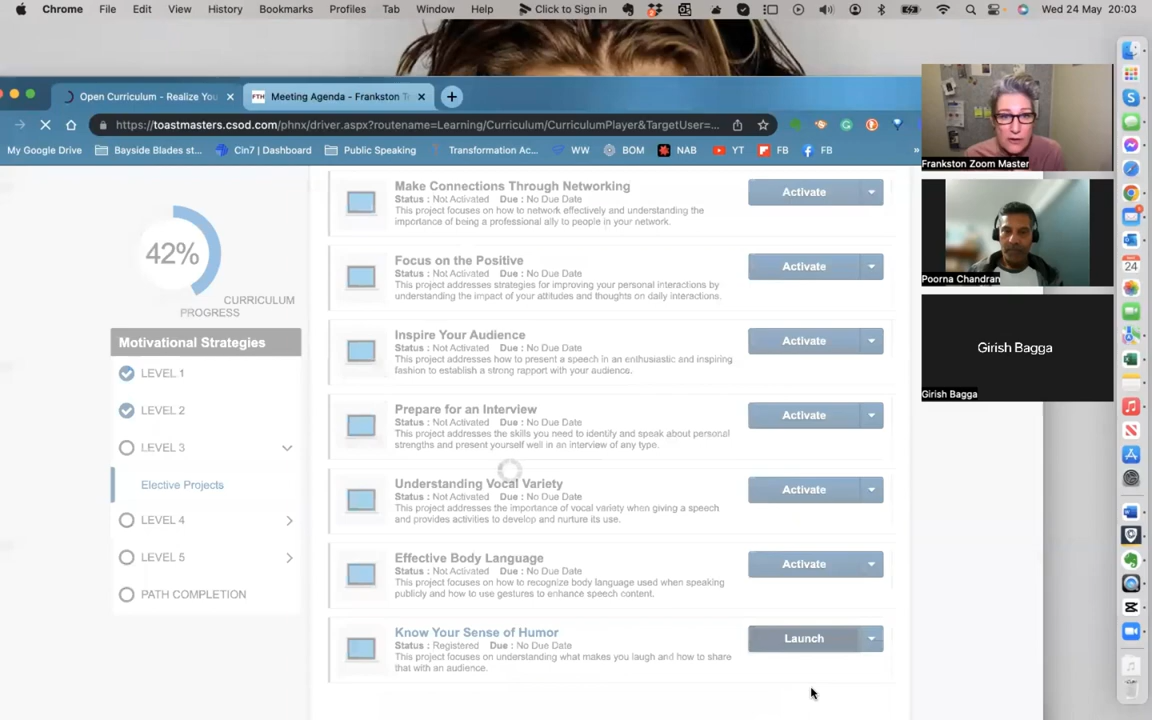 Chrome File Edit View History Bookmarks Profiles Tab Window Help Click to Sign in Wed 24 May 20:03
Open Curriculum - Realize You
FTH Meeting Agenda - Frankston T
https://toastmasters.csod.com/phnx/driver.aspx?routename=Learning/Curriculum/CurriculumPlayer&TargetUser=...
My Google Drive Bayside Blades st... Cin7 | Dashboard Public Speaking Transformation Ac... WW BOM NAB YT FB FB »
42%
CURRICULUM
PROGRESS
Motivational Strategies
LEVEL 1
LEVEL 2
LEVEL 3
Elective Projects
LEVEL 4
LEVEL 5
PATH COMPLETION
Make Connections Through Networking
Status : Not Activated Due : No Due Date
This project focuses on how to network effectively and understanding the
importance of being a professional ally to people in your network.
Activate
Focus on the Positive
Status : Not Activated Due : No Due Date
This project addresses strategies for improving your personal interactions by
understanding the impact of your attitudes and thoughts on daily interactions.
Activate
Inspire Your Audience
Status : Not Activated Due : No Due Date
This project addresses how to present a speech in an enthusiastic and inspiring
fashion to establish a strong rapport with your audience.
Activate
Prepare for an Interview
Status : Not Activated Due : No Due Date
This project addresses the skills you need to identify and speak about personal
strengths and present yourself well in an interview of any type.
Activate
Understanding Vocal Variety
Status : Not Activated Due : No Due Date
This project addresses the importance of vocal variety when giving a speech
and provides activities to develop and nurture its use.
Activate
Effective Body Language
Status : Not Activated Due : No Due Date
This project focuses on how to recognize body language used when speaking
publicly and how to use gestures to enhance speech content.
Activate
Know Your Sense of Humor
Status : Registered Due : No Due Date
This project focuses on understanding what makes you laugh and how to share
that with an audience.
Launch
Frankston Zoom Master
Poorna Chandran
Girish Bagga
Girish Bagga
24